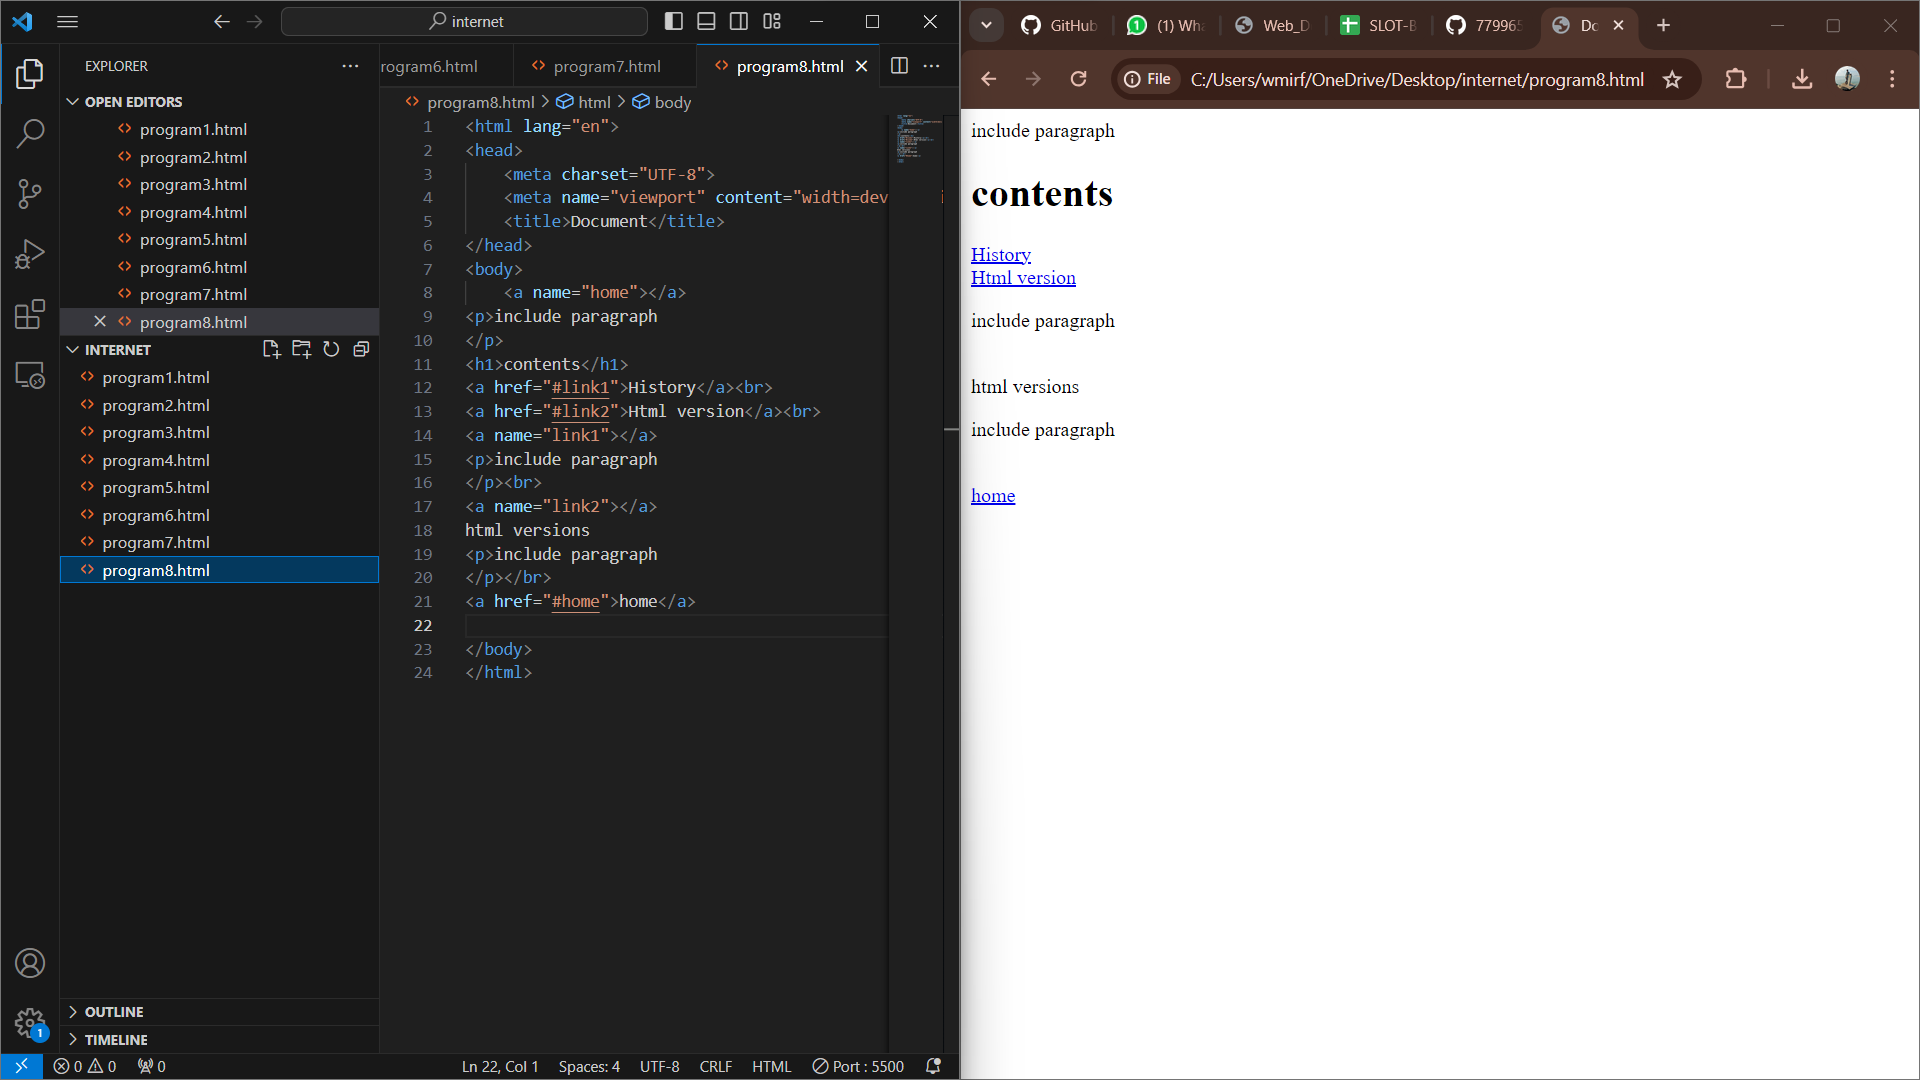 internet
EXPLORER
OPEN EDITORS
program1.html
program2.html
program3.html
program4.html
program5.html
program6.html
program7.html
program8.html
INTERNET
program1.html
program2.html
program3.html
program4.html
program5.html
program6.html
program7.html
program8.html
OUTLINE
TIMELINE
1
rogram6.html
program7.html
program8.html
program8.html > html > body
1 <html lang="en">
2 <head>
3 <meta charset="UTF-8">
4 <meta name="viewport" content="width=dev
5 <title>Document</title>
6 </head>
7 <body>
8 <a name="home"></a>
9 <p>include paragraph
10 </p>
11 <h1>contents</h1>
12 <a href="#link1">History</a><br>
13 <a href="#link2">Html version</a><br>
14 <a name="link1"></a>
15 <p>include paragraph
16 </p><br>
17 <a name="link2"></a>
18 html versions
19 <p>include paragraph
20 </p></br>
21 <a href="#home">home</a>
22
23 </body>
24 </html>
0 0 0
Ln 22, Col 1 Spaces: 4 UTF-8 CRLF HTML Port : 5500
GitHub (1) Wha Web_D SLOT-B 77996 Do
File C:/Users/wmirf/OneDrive/Desktop/internet/program8.html
include paragraph
contents
History
Html version
include paragraph
html versions
include paragraph
home